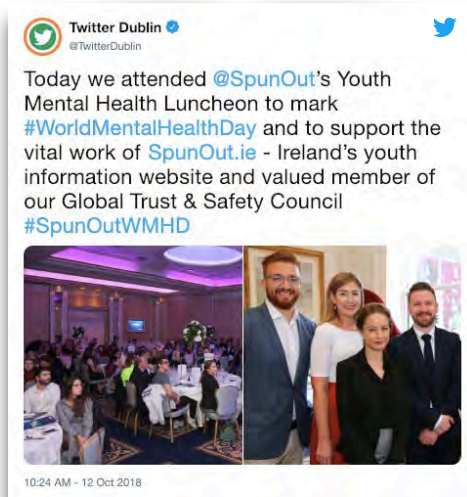 Twitter Dublin
@TwitterDublin
Today we attended @SpunOut's Youth
Mental Health Luncheon to mark
#WorldMentalHealthDay and to support the
vital work of SpunOut.ie - Ireland's youth
information website and valued member of
our Global Trust & Safety Council
#SpunOutWMHD
10:24 AM - 12 Oct 2018